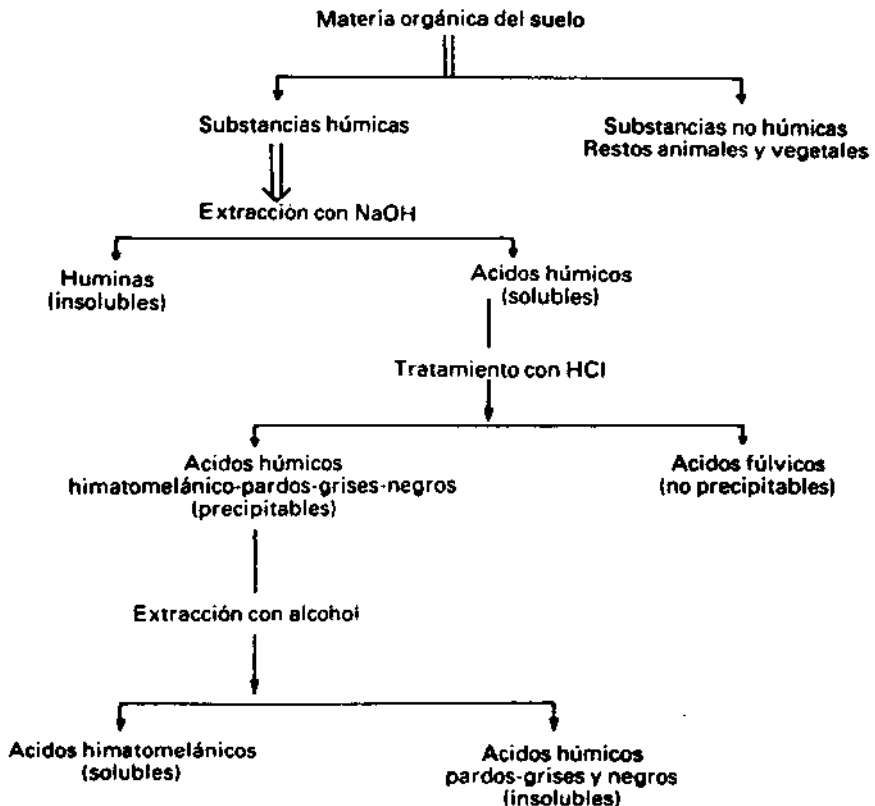 Materia orgánica del suelo
Substancias húmicas
Substancias no húmicas
Restos animales y vegetales
Extracción con NaOH
Huminas
(insolubles)
Acidos húmicos
(solubles)
Tratamiento con HCl
Acidos húmicos
himatomelánico-pardos-grises-negros
(precipitables)
Acidos fúlvicos
(no precipitables)
Extracción con alcohol
Acidos himatomelánicos
(solubles)
Acidos húmicos
pardos-grises y negros
(insolubles)